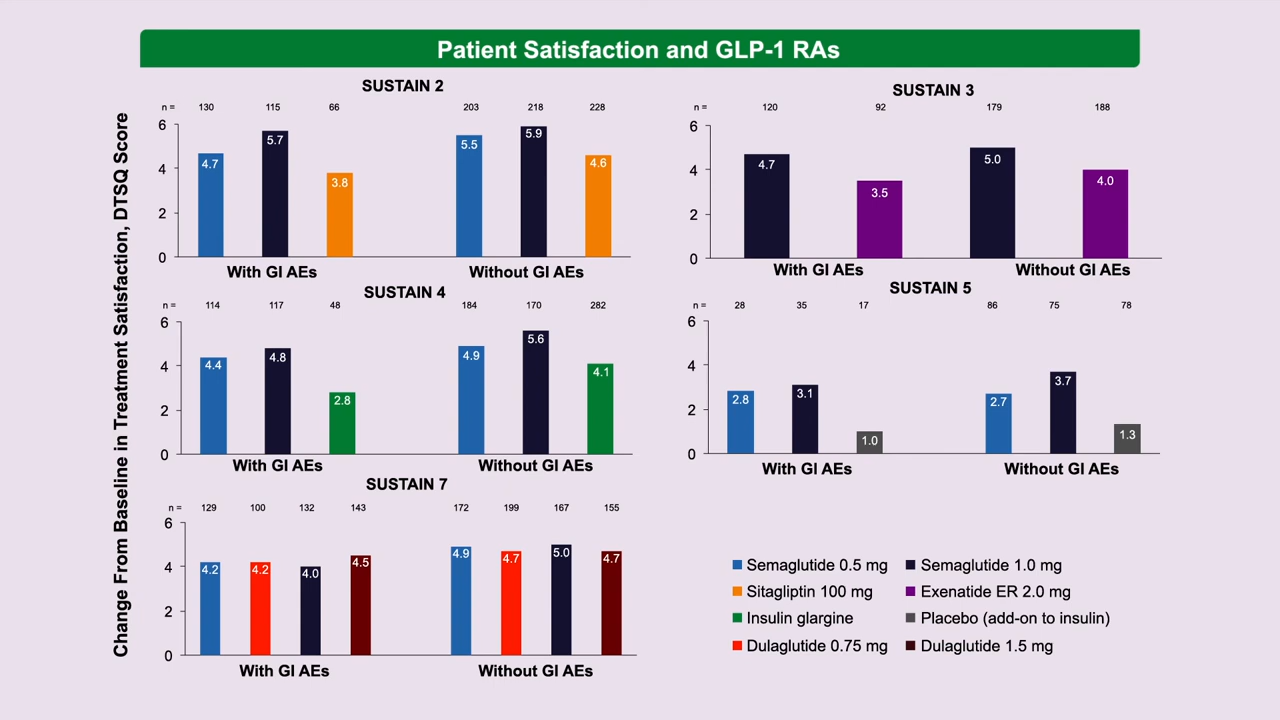 Patient Satisfaction and GLP-1 RAs
Change From Baseline in Treatment Satisfaction, DTSQ Score
SUSTAIN 2
n = 130 115 66 203 218 228
6
4
2
0
4.7 5.7 3.8 5.5 5.9 4.6
With GI AEs Without GI AEs
SUSTAIN 3
n = 120 92 179 188
6
4
2
0
4.7 3.5 5.0 4.0
With GI AEs Without GI AEs
SUSTAIN 4
n = 114 117 48 184 170 282
6
4
2
0
4.4 4.8 2.8 4.9 5.6 4.1
With GI AEs Without GI AEs
SUSTAIN 5
n = 28 35 17 86 75 78
6
4
2
0
2.8 3.1 1.0 2.7 3.7 1.3
With GI AEs Without GI AEs
SUSTAIN 7
n = 129 100 132 143 172 199 167 155
6
4
2
0
4.2 4.2 4.0 4.5 4.9 4.7 5.0 4.7
With GI AEs Without GI AEs
Semaglutide 0.5 mg Semaglutide 1.0 mg
Sitagliptin 100 mg Exenatide ER 2.0 mg
Insulin glargine Placebo (add-on to insulin)
Dulaglutide 0.75 mg Dulaglutide 1.5 mg